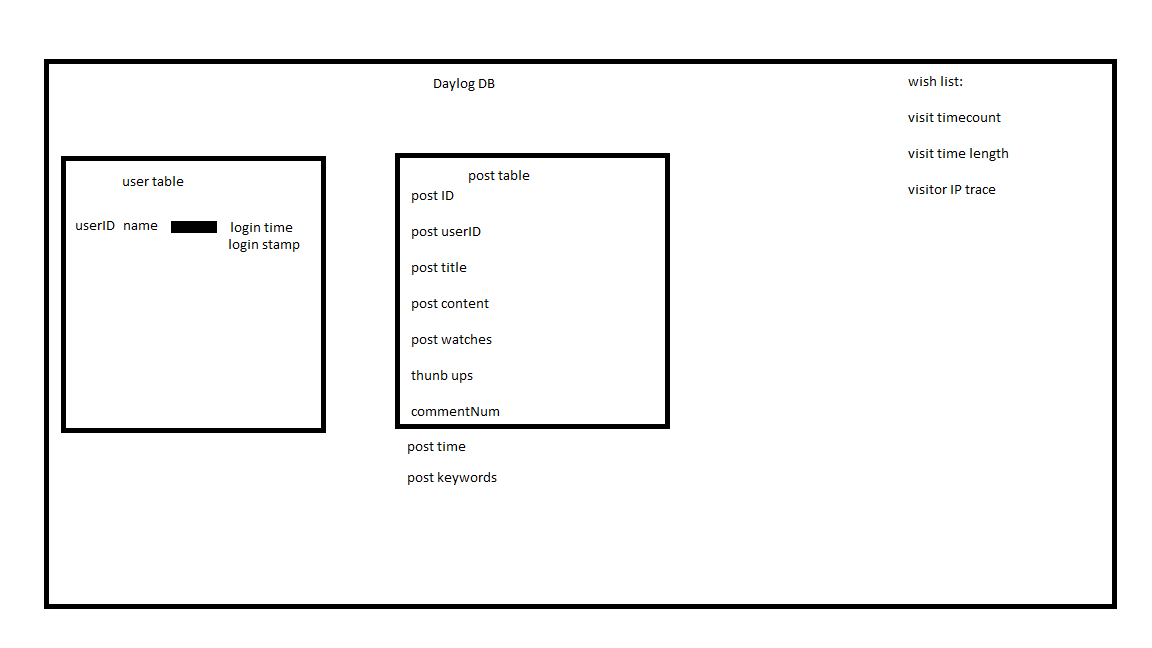 Daylog DB
user table
userID name login time
login stamp
post table
post ID
post userID
post title
post content
post watches
thunb ups
commentNum
post time
post keywords
wish list:
visit timecount
visit time length
visitor IP trace